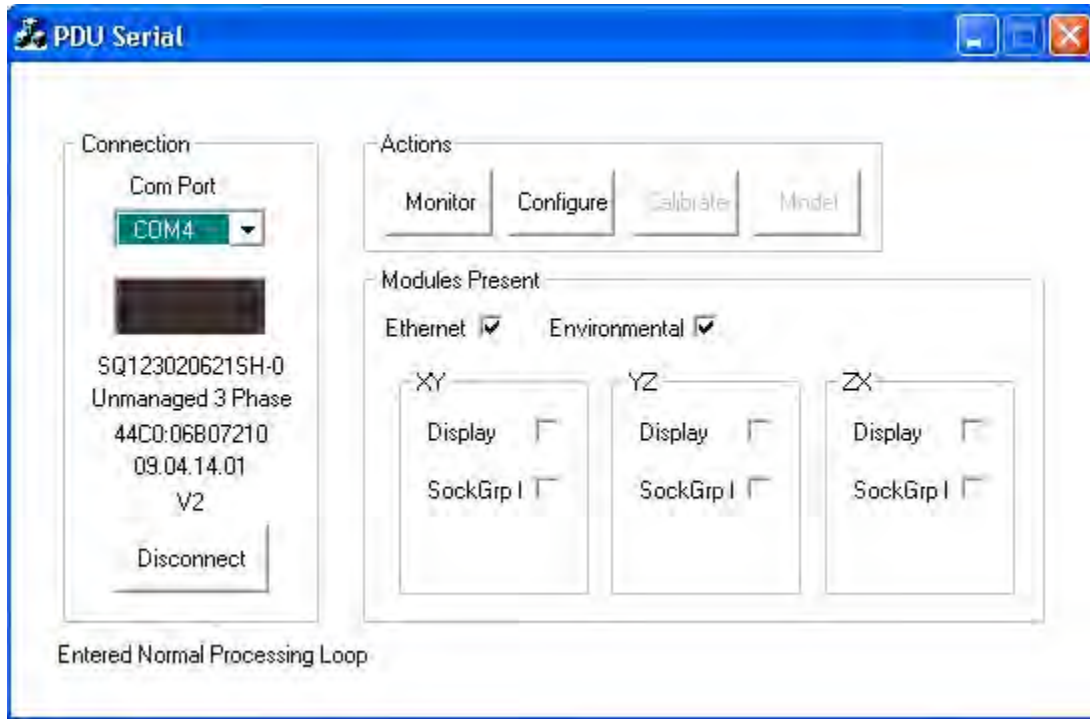 PDU Serial
Connection
Com Port
COM4
SQ123020621SH-0
Unmanaged 3 Phase
44C0:06B07210
09.04.14.01
V2
Disconnect
Actions
Monitor Configure Calibrate Model
Modules Present
Ethernet Environmental
XY YZ ZX
Display Display Display
SockGrp I SockGrp I SockGrp I
Entered Normal Processing Loop